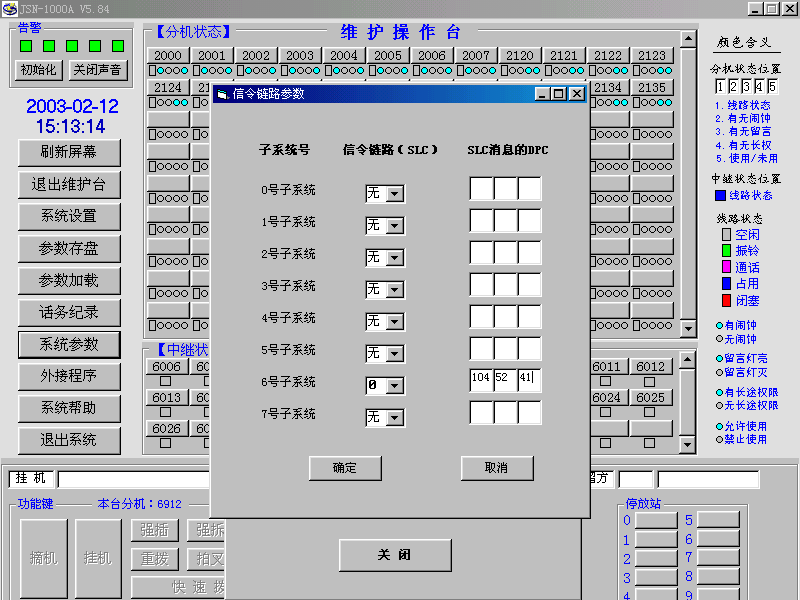 JSN-1000A V5.84
告警
初始化 关闭声音
2003-02-12
15:13:14
刷新屏幕
退出维护台
系统设置
参数存盘
参数加载
话务纪录
系统参数
外接程序
系统帮助
退出系统
【分机状态】 维护操作台
2000 2001 2002 2003 2004 2005 2006 2007 2120 2121 2122 2123
2124 2134 2135
信令链路参数
子系统号 信令链路(SLC) SLC消息的DPC
0号子系统 无
1号子系统 无
2号子系统 无
3号子系统 无
4号子系统 无
5号子系统 无
6号子系统 0 104 52 41
7号子系统 无
确定 取消
关 闭
【中继状
6006 60 6011 6012
6013 60 6024 6025
6026 60
颜色含义
分机状态位置
1 2 3 4 5
1. 线路状态
2. 有无闹钟
3. 有无留言
4. 有无长权
5. 使用/未用
中继状态位置
线路状态
线路状态
空闲
振铃
通话
占用
闭塞
有闹钟
无闹钟
留言灯亮
留言灯灭
有长途权限
无长途权限
允许使用
禁止使用
挂 机
留方
功能键 本台分机：6912
摘机 挂机 强插 强拆
重拨 拍叉
快 速 拨
停放站
0 5
1 6
2 7
3 8
4 9